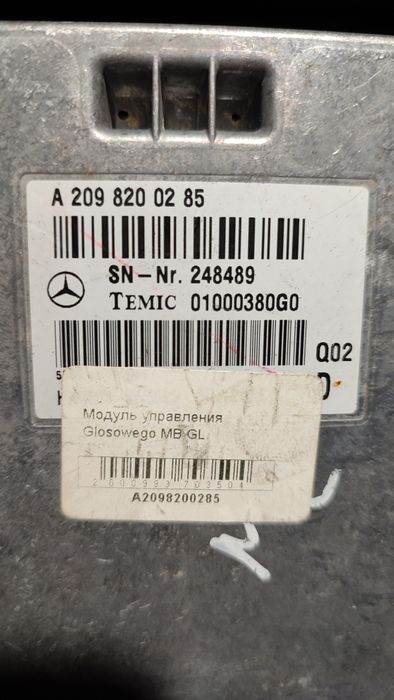 A 209 820 02 85
SN-Nr. 248489
TEMIC 01000380G0
Q02
Модуль управления
Glosowego MB GL
A2098200285